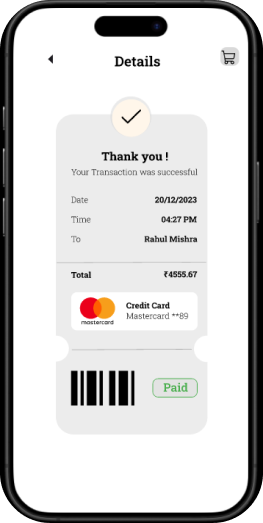 Details
Thank you !
Your Transaction was successful
Date 20/12/2023
Time 04:27 PM
To Rahul Mishra
Total ₹4555.67
Credit Card
mastercard Mastercard **89
Paid